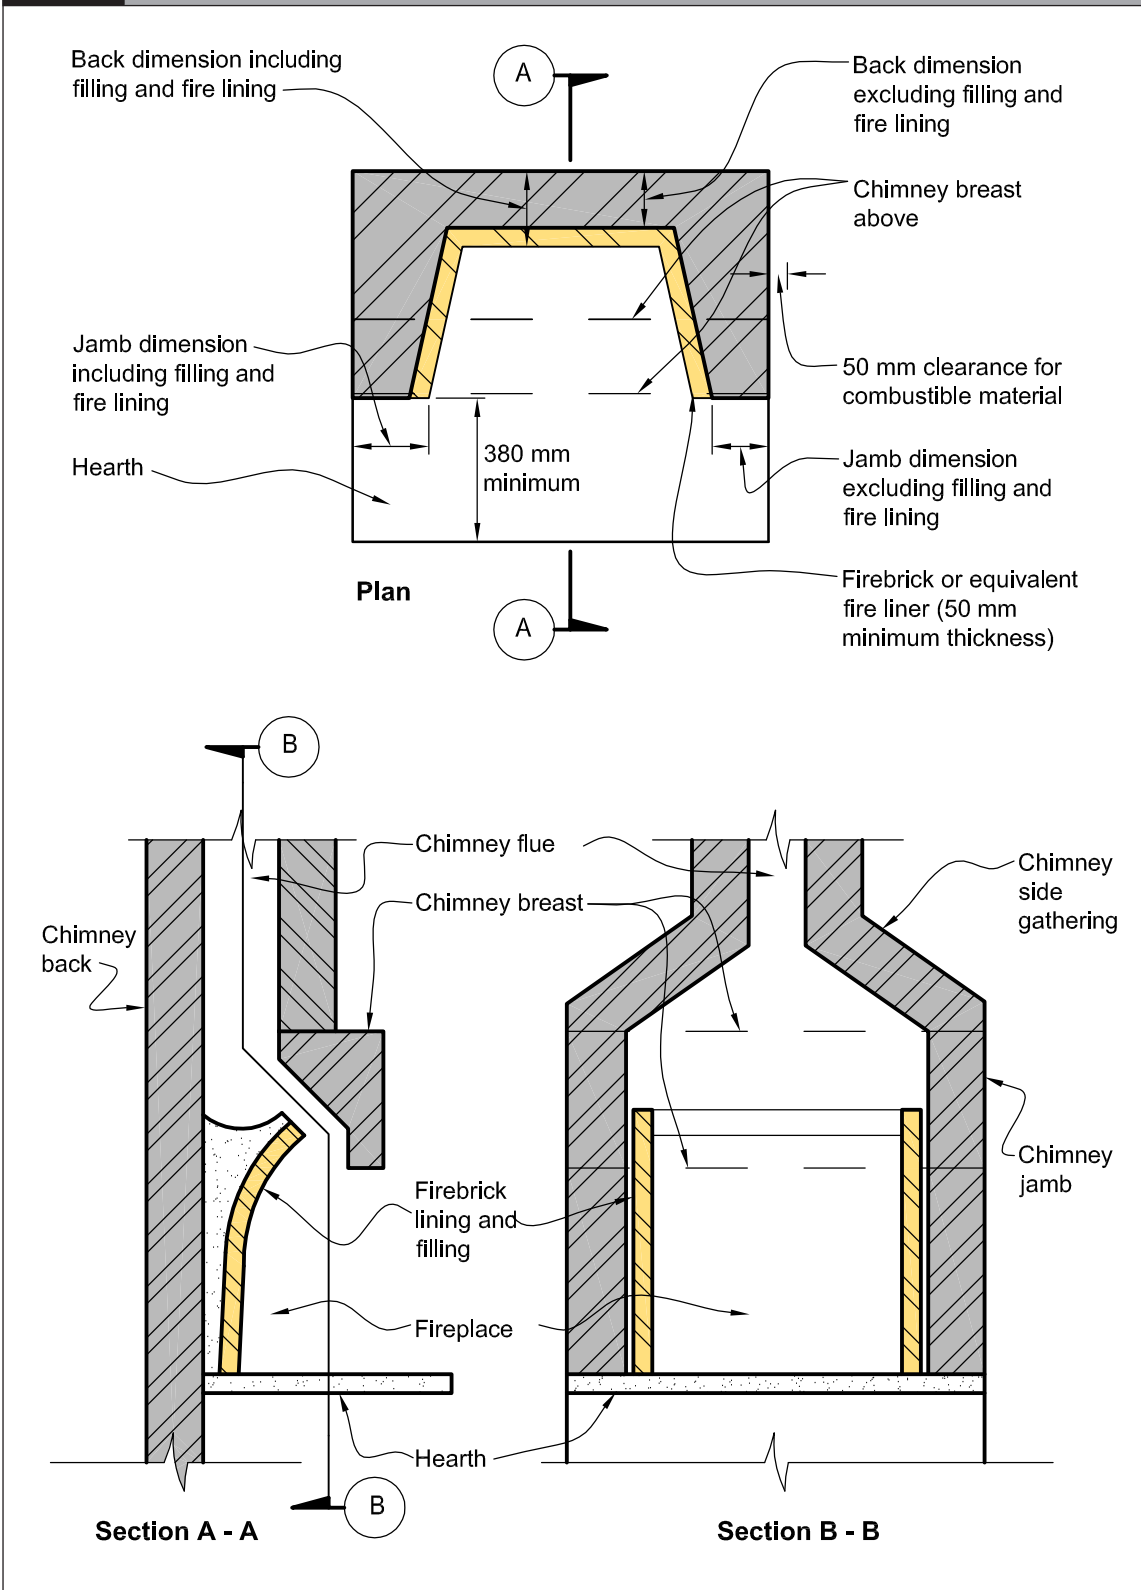 Back dimension including
filling and fire lining
A
Back dimension
excluding filling and
fire lining
Chimney breast
above
Jamb dimension
including filling and
fire lining
50 mm clearance for
combustible material
Hearth
380 mm
minimum
Jamb dimension
excluding filling and
fire lining
Plan
A
Firebrick or equivalent
fire liner (50 mm
minimum thickness)
B
Chimney flue
Chimney
side
gathering
Chimney breast
Chimney
back
Chimney
jamb
Firebrick
lining and
filling
Fireplace
Hearth
B
Section A - A
Section B - B